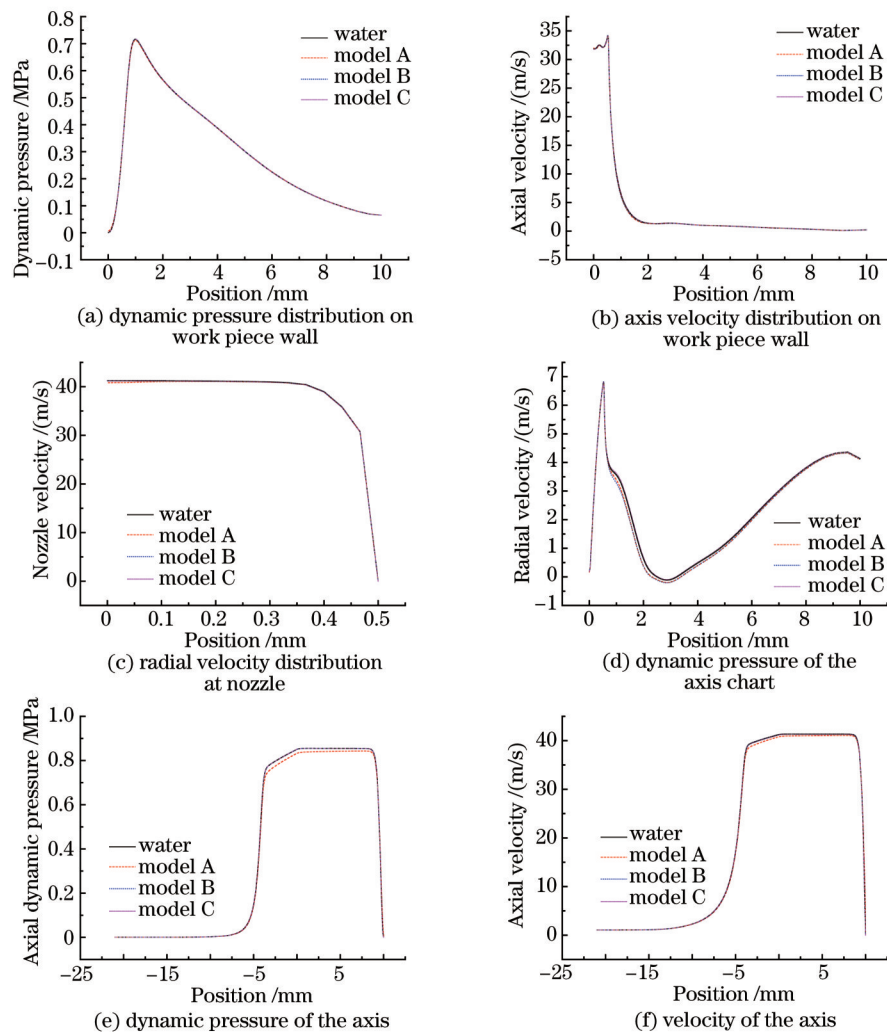 0.8
0.7
0.6
0.5
0.4
0.3
0.2
0.1
0
−0.1
Dynamic pressure /MPa
water
model A
model B
model C
0 2 4 6 8 10
Position /mm
(a) dynamic pressure distribution on
work piece wall
35
30
25
20
15
10
5
0
−5
Axial velocity /(m/s)
water
model A
model B
model C
0 2 4 6 8 10
Position /mm
(b) axis velocity distribution on
work piece wall
40
30
20
10
0
Nozzle velocity /(m/s)
water
model A
model B
model C
0 0.1 0.2 0.3 0.4 0.5
Position /mm
(c) radial velocity distribution
at nozzle
7
6
5
4
3
2
1
0
−1
Radial velocity /(m/s)
water
model A
model B
model C
0 2 4 6 8 10
Position /mm
(d) dynamic pressure of the
axis chart
1.0
0.8
0.6
0.4
0.2
0
Axial dynamic pressure /MPa
water
model A
model B
model C
−25 −15 −5 5 15
Position /mm
(e) dynamic pressure of the axis
40
30
20
10
0
Axial velocity /(m/s)
water
model A
model B
model C
−25 −15 −5 5 15
Position /mm
(f) velocity of the axis